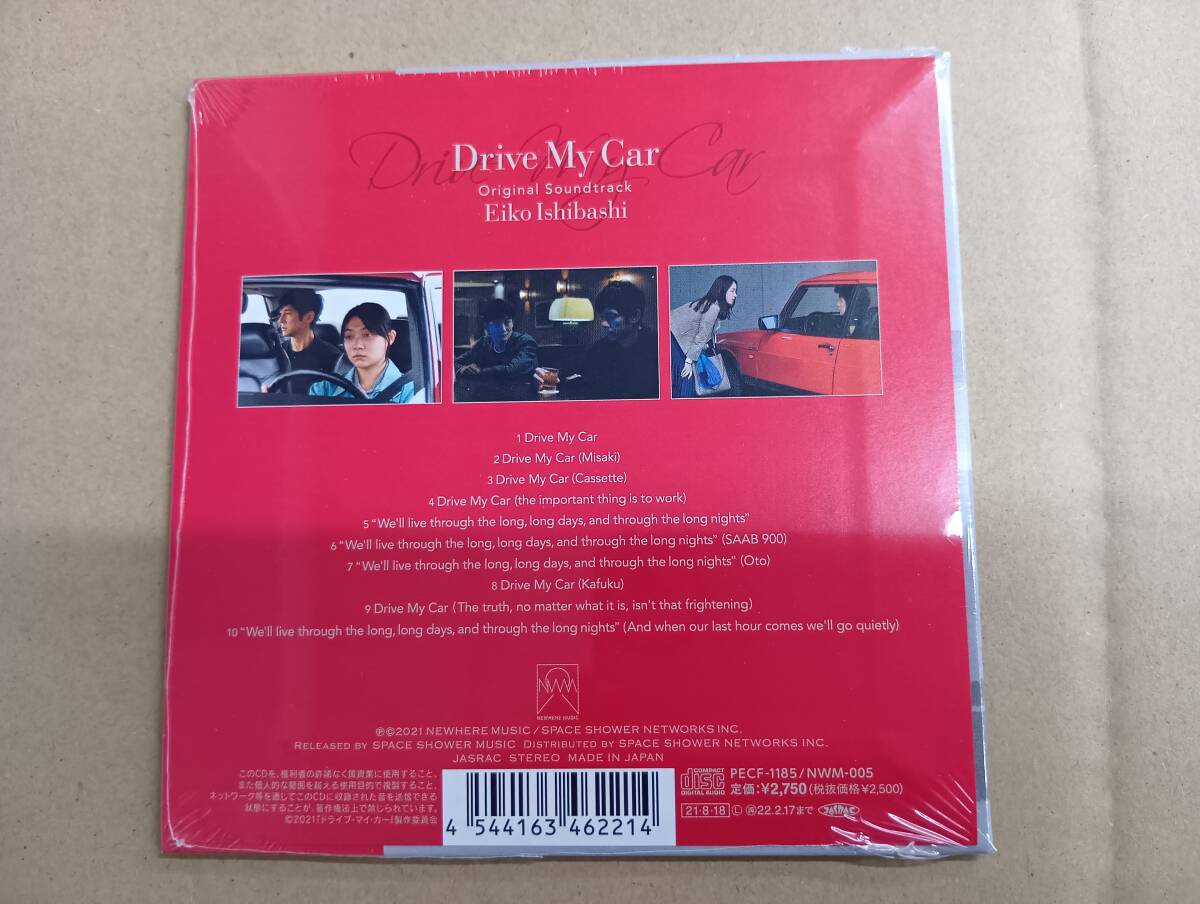 Drive My Car
Drive My Car
Original Soundtrack
Eiko Ishibashi
1 Drive My Car
2 Drive My Car (Misaki)
3 Drive My Car (Cassette)
4 Drive My Car (the important thing is to work)
5 “We'll live through the long, long days, and through the long nights”
6 “We'll live through the long, long days, and through the long nights” (SAAB 900)
7 “We'll live through the long, long days, and through the long nights” (Oto)
8 Drive My Car (Kafuku)
9 Drive My Car (The truth, no matter what it is, isn't that frightening)
10 “We'll live through the long, long days, and through the long nights” (And when our last hour comes we'll go quietly)
NWM
NEWHERE MUSIC
℗©2021 NEWHERE MUSIC / SPACE SHOWER NETWORKS INC.
RELEASED BY SPACE SHOWER MUSIC DISTRIBUTED BY SPACE SHOWER NETWORKS INC.
JASRAC STEREO MADE IN JAPAN
このCDを、権利者の許諾なく賃貸業に使用すること、
また個人的な範囲を超える使用目的で複製すること、
ネットワーク等を通じてこのCDに収録された音を送信できる
状態にすることが、著作権法上で禁じられています。
©2021『ドライブ・マイ・カー』製作委員会
4 544163 462214
COMPACT disc DIGITAL AUDIO
PECF-1185/NWM-005
定価:¥2,750(税抜価格¥2,500)
21・8・18 Ⓛ ㊢22.2.17まで JASRAC